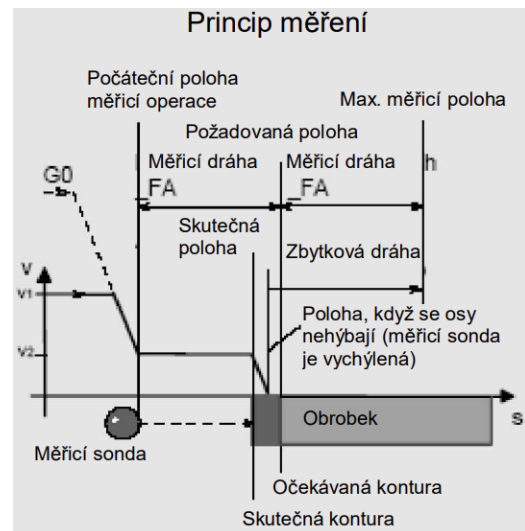 Princip měření
Počáteční poloha
měřicí operace
Max. měřicí poloha
Požadovaná poloha
Měřicí dráha
Měřicí dráha
h
G0
_FA
_FA
Skutečná
poloha
Zbytková dráha
v
v1
Poloha, když se osy
nehýbají (měřicí sonda
je vychýlená)
v2
s
Obrobek
Měřicí sonda
Očekávaná kontura
Skutečná kontura